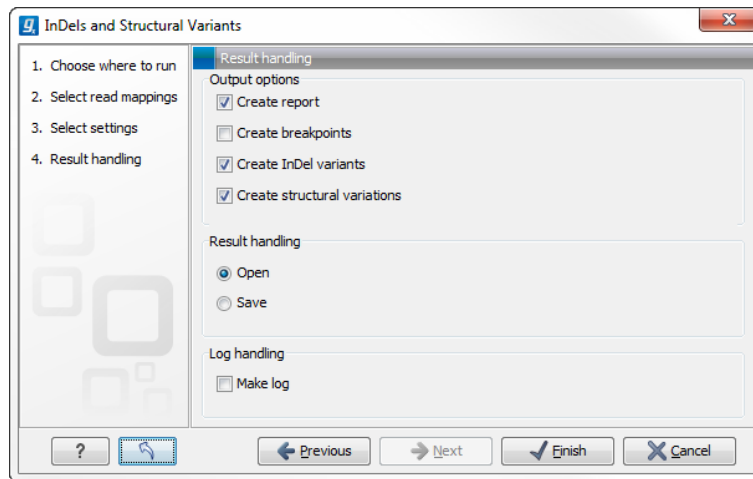 InDels and Structural Variants
1. Choose where to run
2. Select read mappings
3. Select settings
4. Result handling
Result handling
Output options
Create report
Create breakpoints
Create InDel variants
Create structural variations
Result handling
Open
Save
Log handling
Make log
?
Previous
Next
Finish
Cancel